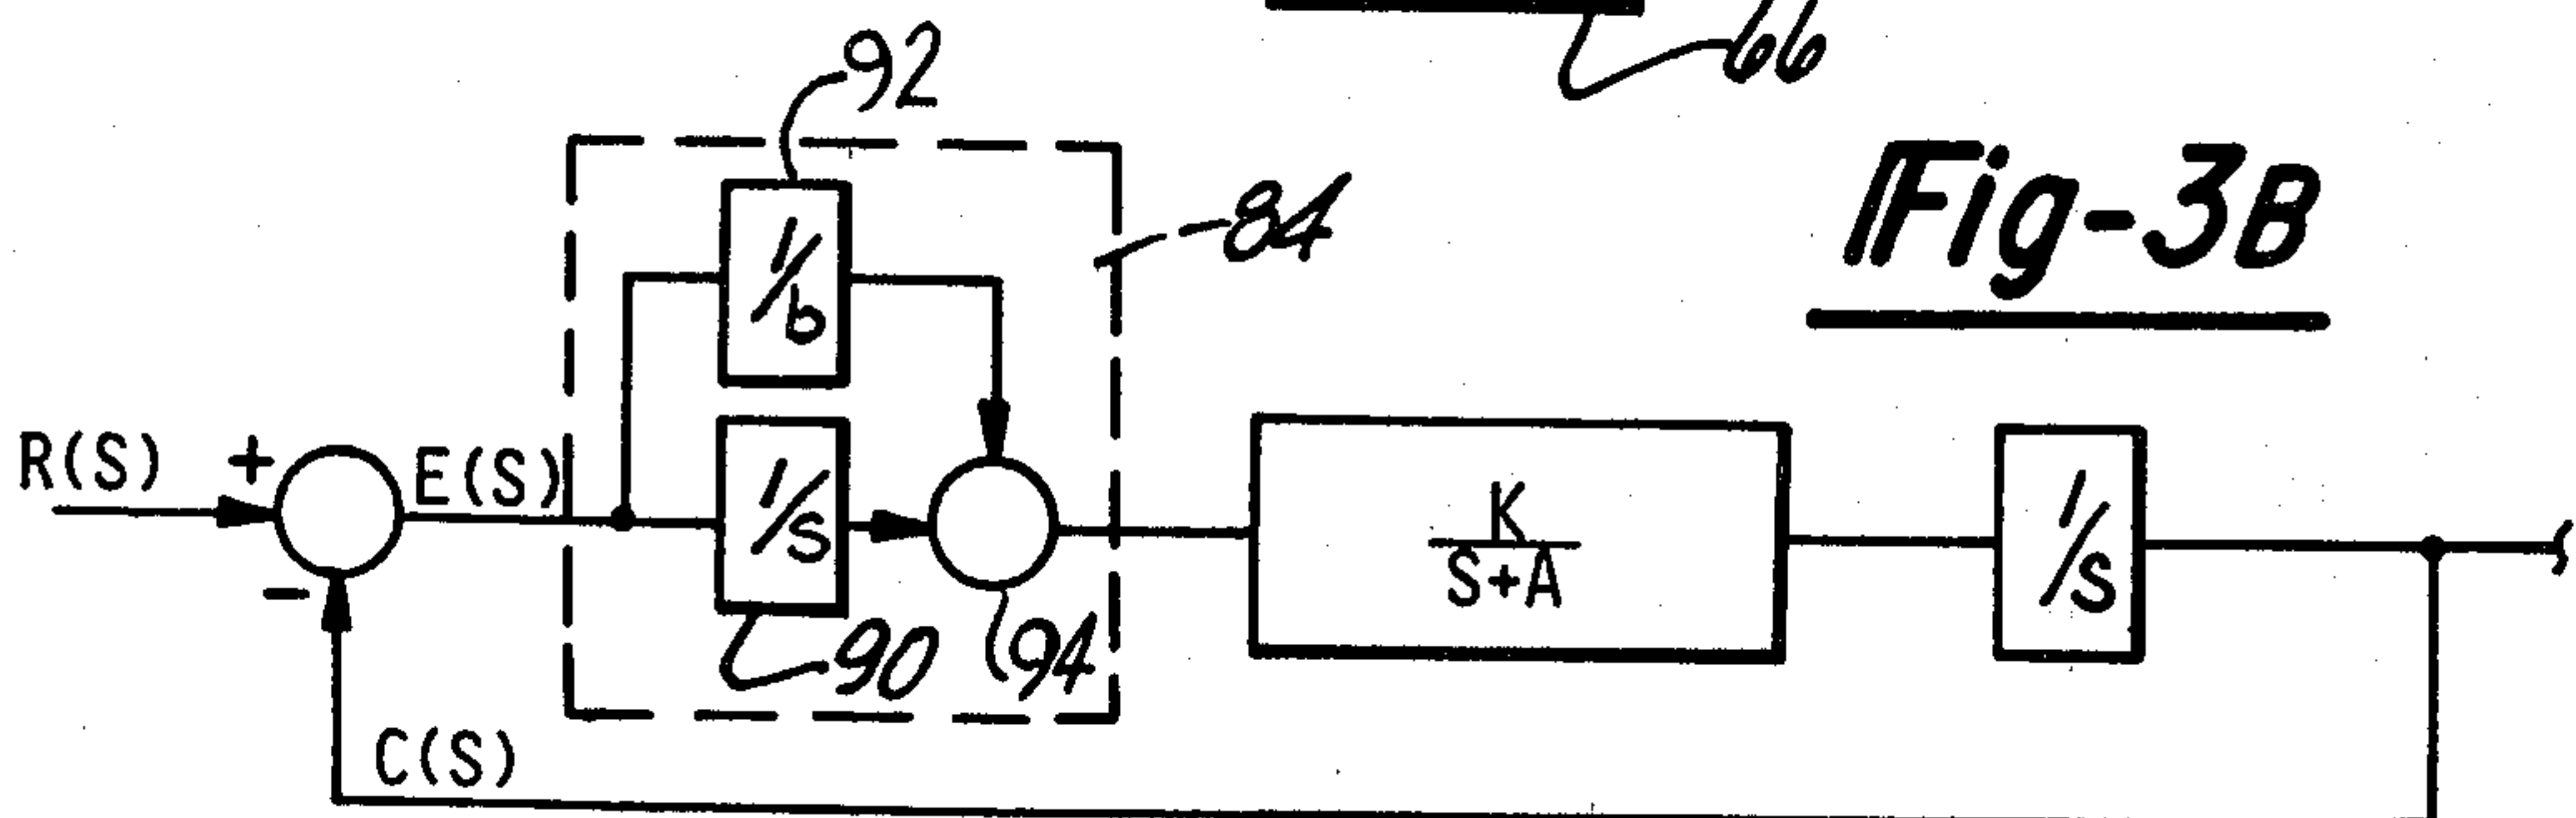 66
92
Fig-3B
84
1/b
R(S) + E(S)
1/S
K
S+A
1/S
-
90
94
C(S)